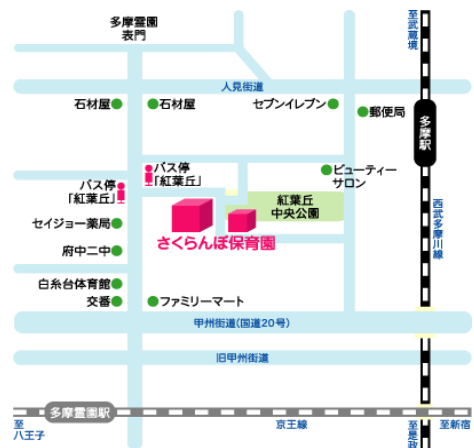 多摩霊園
表門
至武蔵境
人見街道
石材屋
石材屋
セブンイレブン
郵便局
多摩駅
バス停
「紅葉丘」
ビューティー
サロン
バス停
「紅葉丘」
紅葉丘
中央公園
西武多摩川線
セイジョー薬局
さくらんぼ保育園
府中二中
白糸台体育館
交番
ファミリーマート
甲州街道(国道20号)
旧甲州街道
多摩霊園駅
至
八王子
京王線
至是政
至新宿